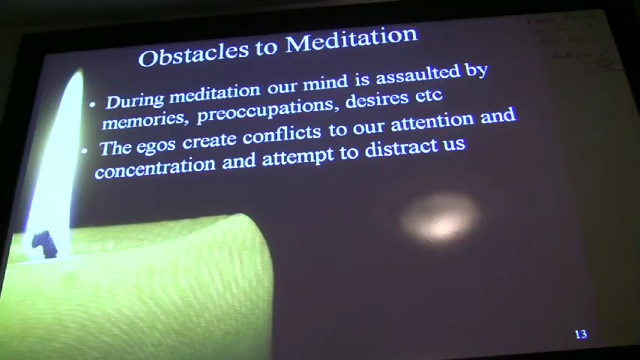 Obstacles to Meditation
• During meditation our mind is assaulted by
memories, preoccupations, desires etc
• The egos create conflicts to our attention and
concentration and attempt to distract us
13